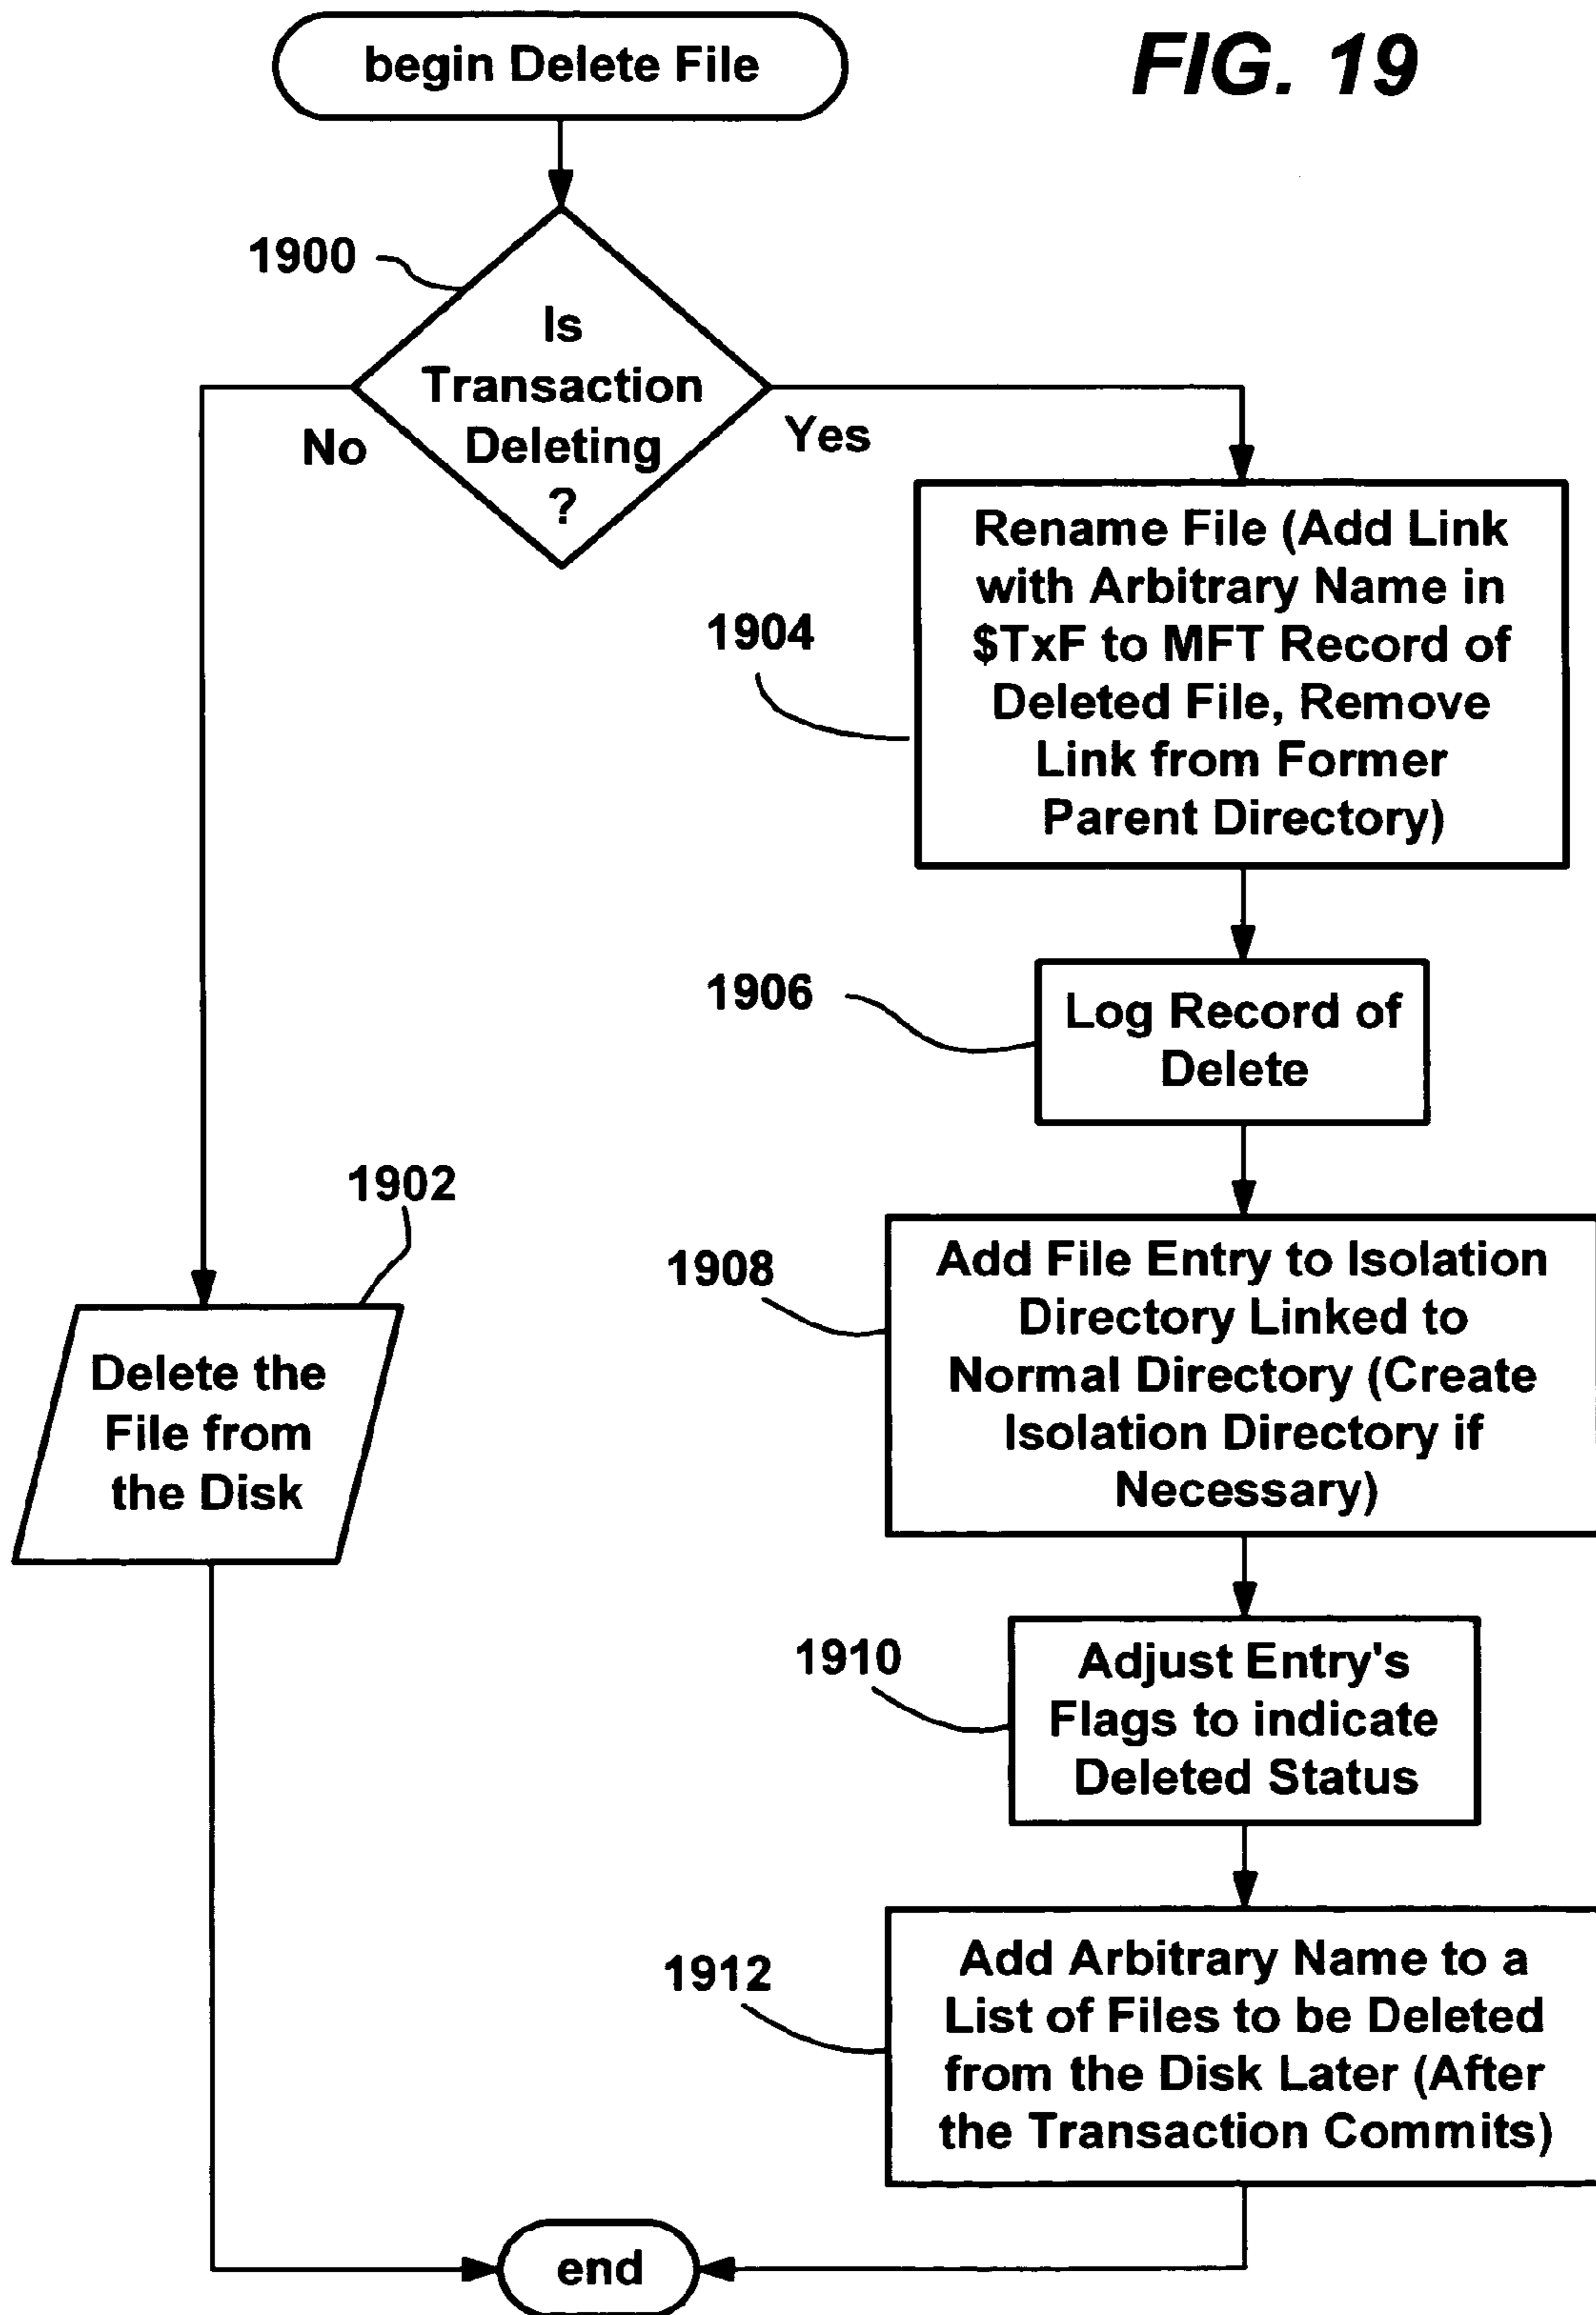 begin Delete File
FIG. 19
1900
Is
Transaction
Deleting
?
No
Yes
Rename File (Add Link
with Arbitrary Name in
$TxF to MFT Record of
Deleted File, Remove
Link from Former
Parent Directory)
1904
1906
Log Record of
Delete
1902
Delete the
File from
the Disk
1908
Add File Entry to Isolation
Directory Linked to
Normal Directory (Create
Isolation Directory if
Necessary)
1910
Adjust Entry's
Flags to indicate
Deleted Status
1912
Add Arbitrary Name to a
List of Files to be Deleted
from the Disk Later (After
the Transaction Commits)
end